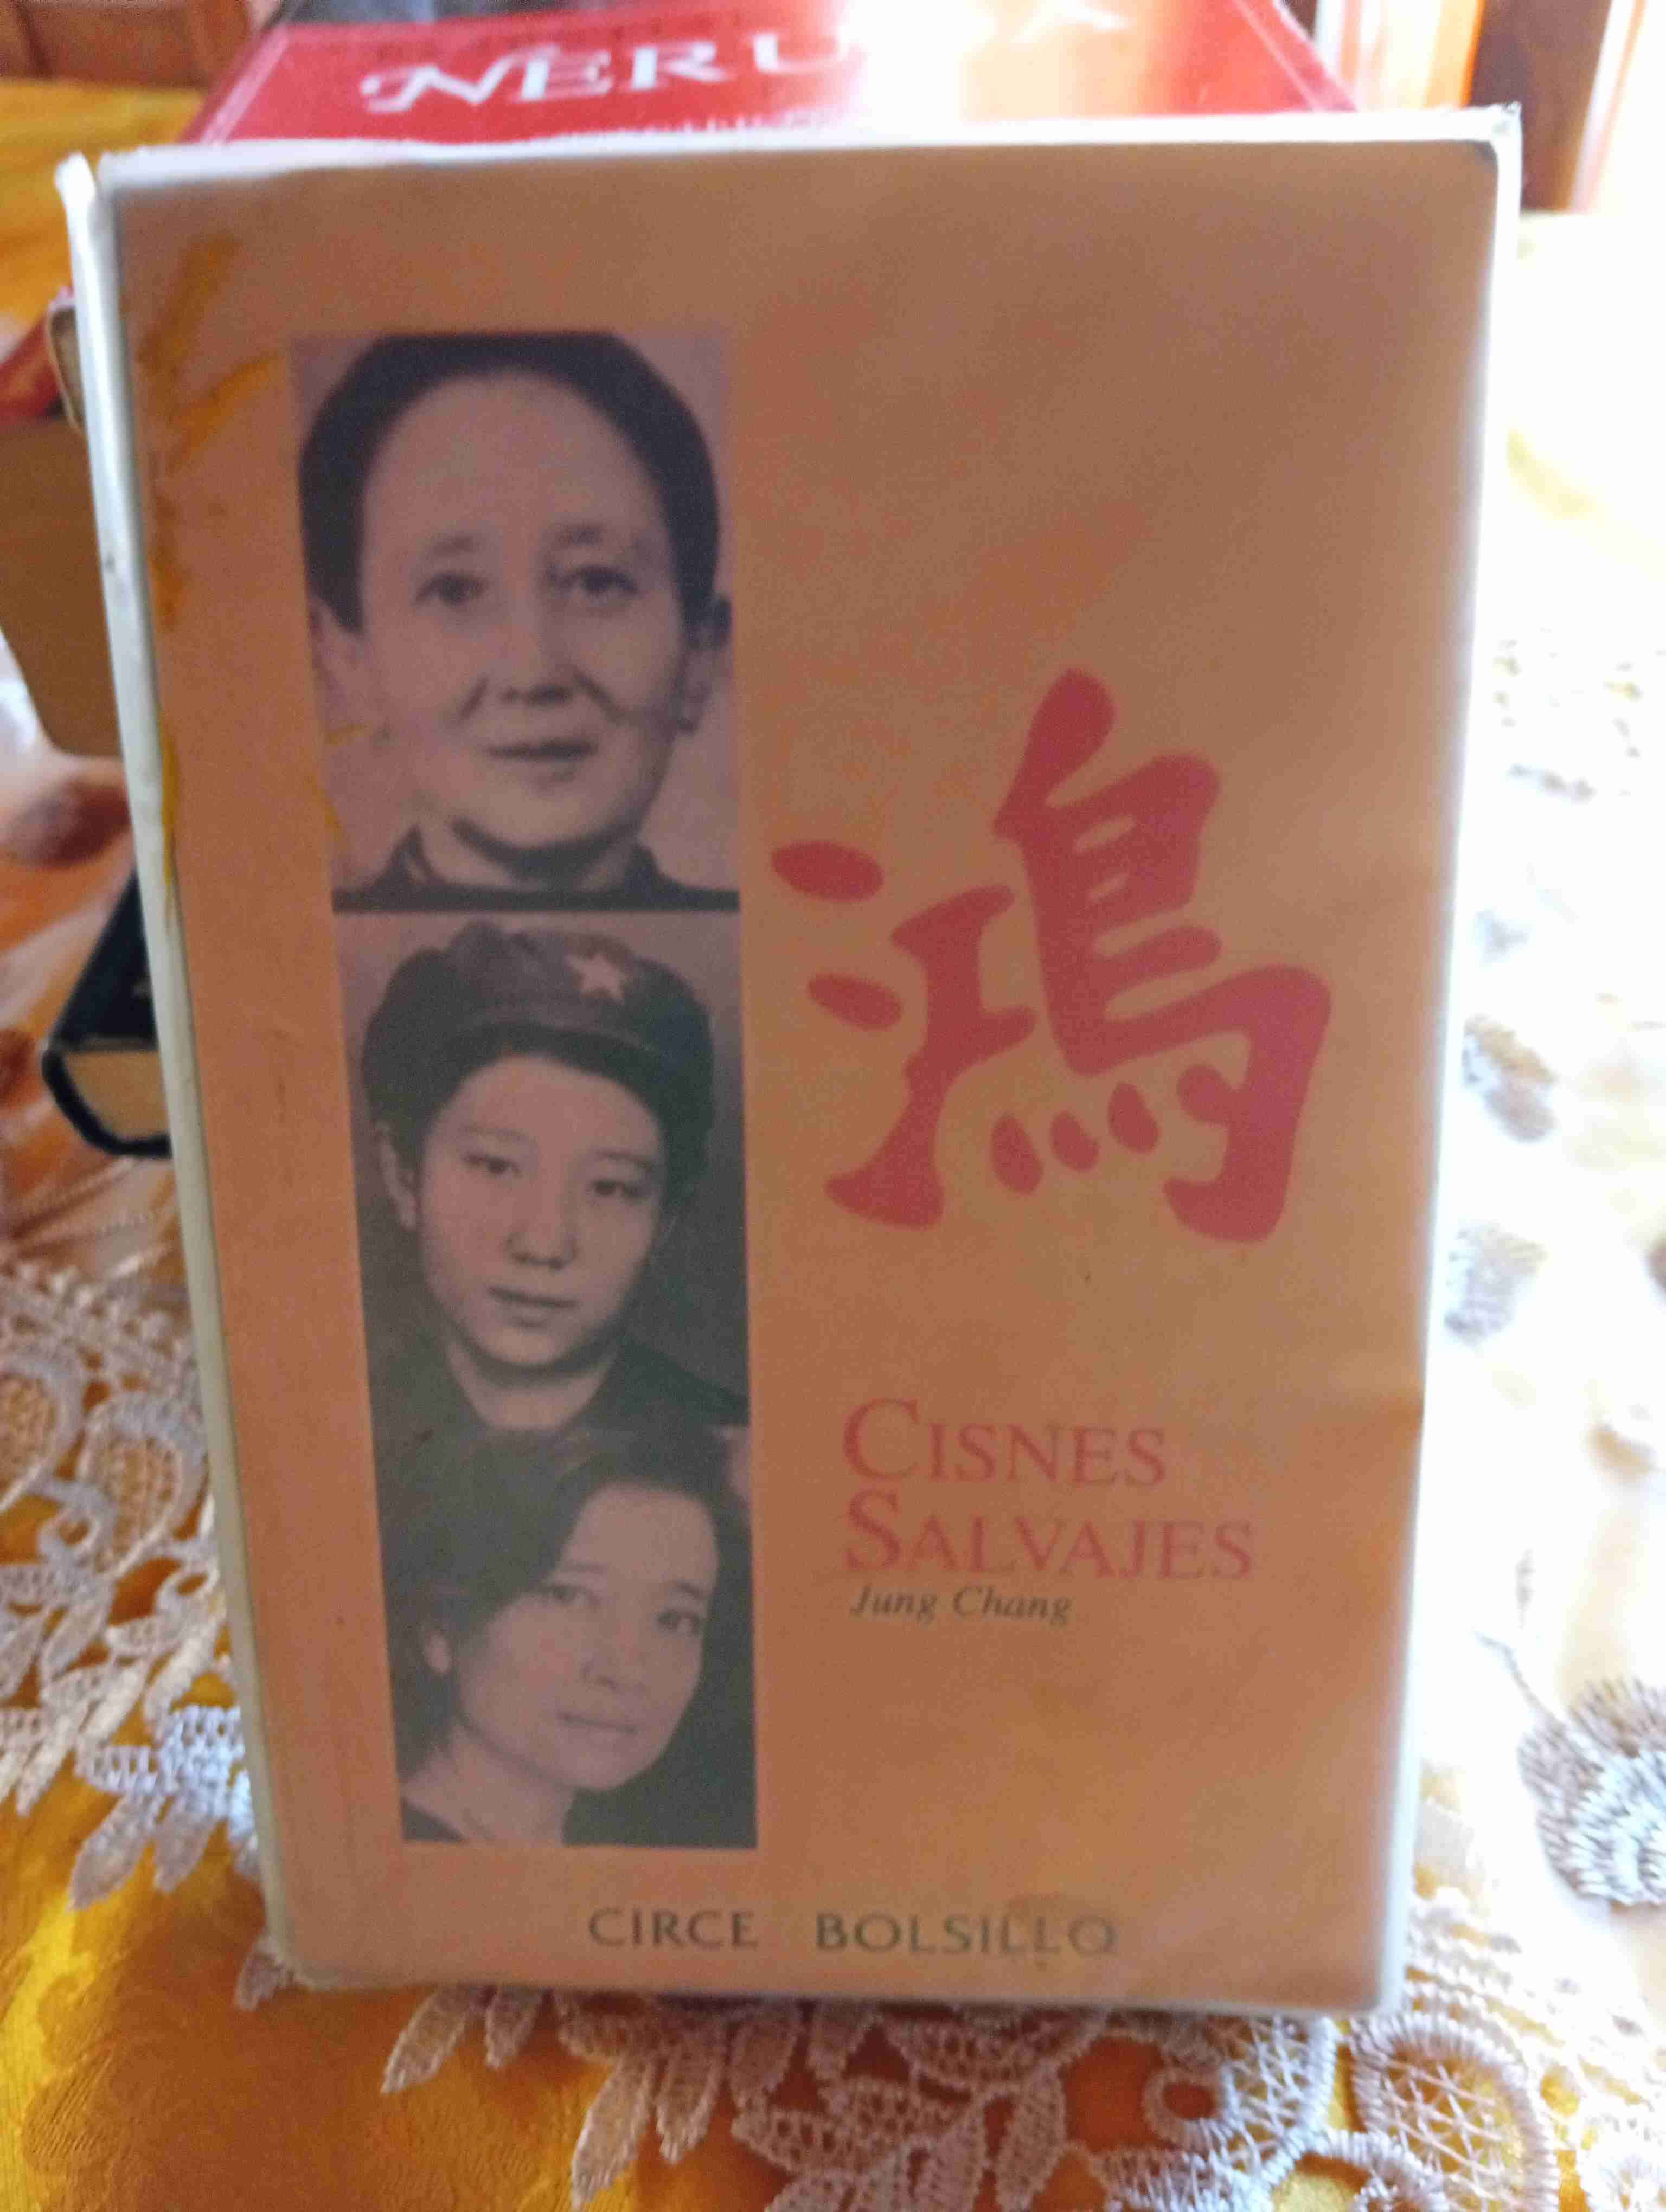 鴻
CISNES
SALVAJES
Jung Chang
CIRCE BOLSILLO